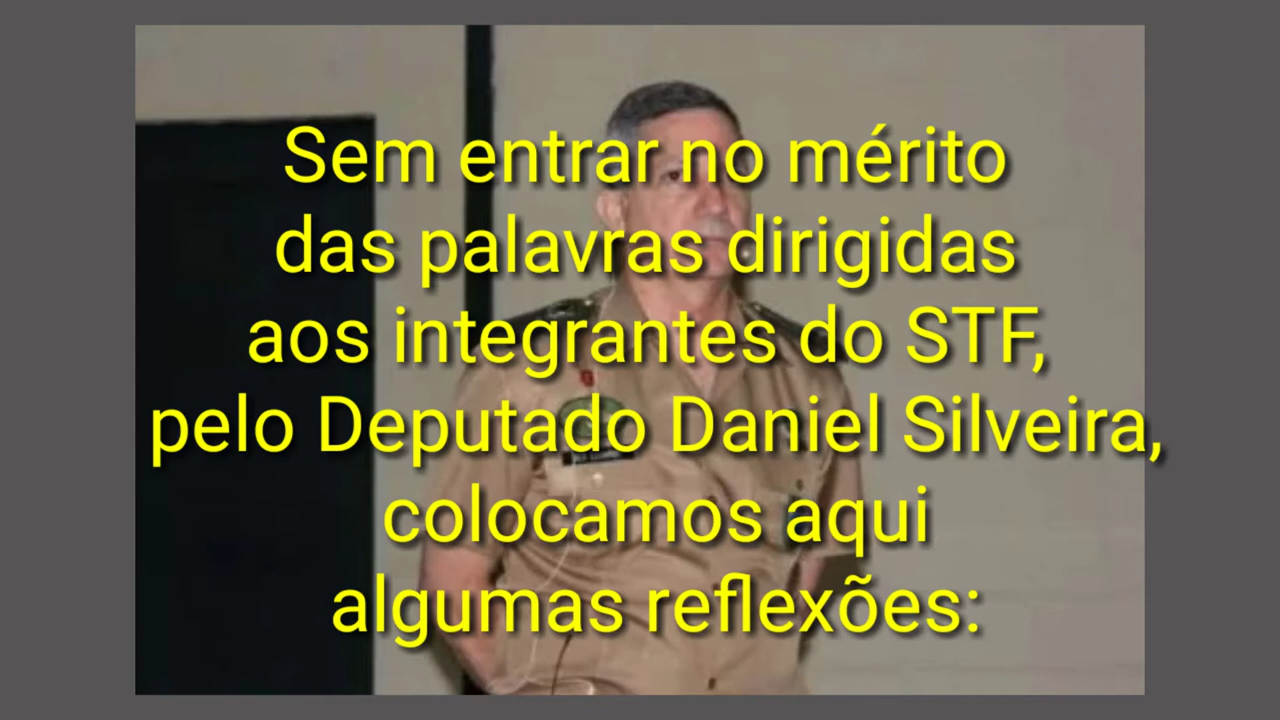 Sem entrar no mérito
das palavras dirigidas
aos integrantes do STF,
pelo Deputado Daniel Silveira,
colocamos aqui
algumas reflexões: